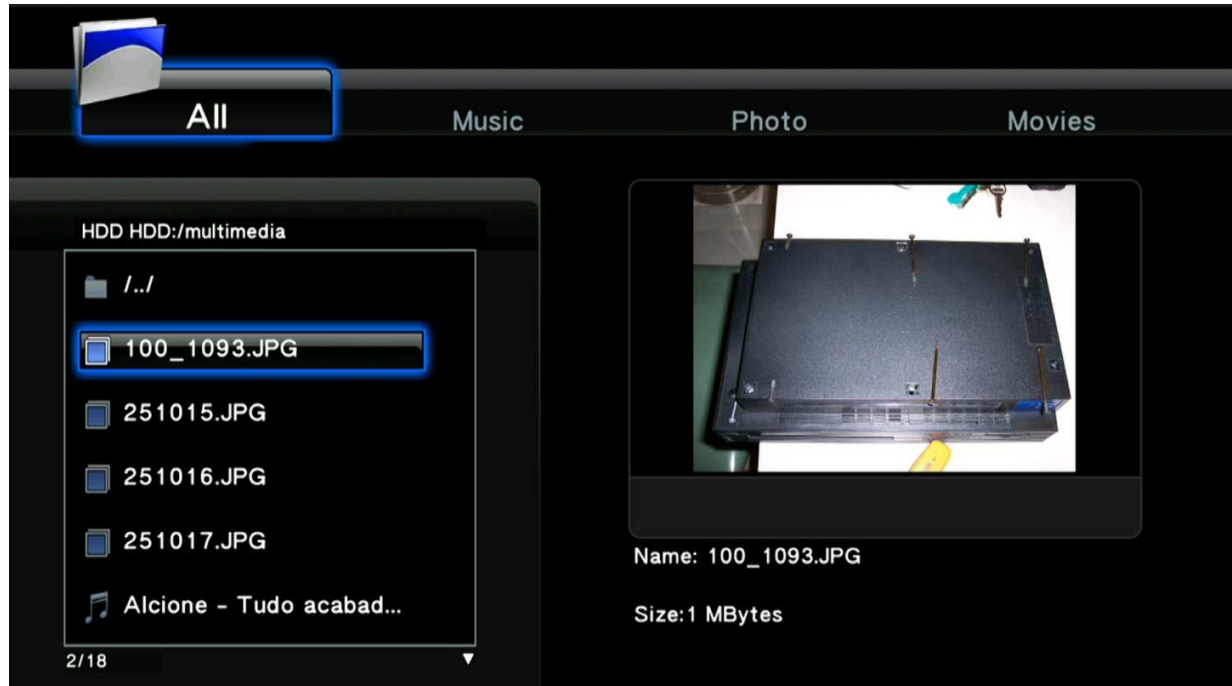 All
Music
Photo
Movies
HDD HDD:/multimedia
/../
100_1093.JPG
251015.JPG
251016.JPG
251017.JPG
Alcione - Tudo acabad...
2/18
Name: 100_1093.JPG
Size:1 MBytes